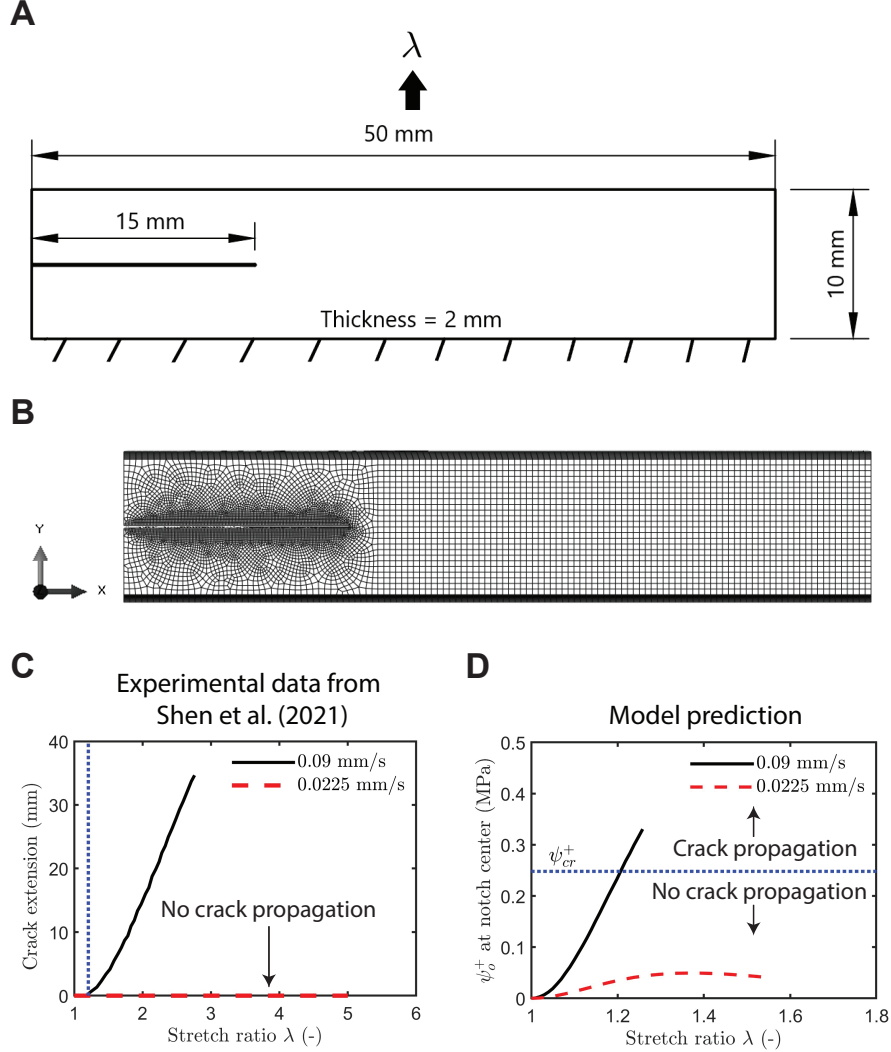 A
λ
50 mm
15 mm
10 mm
Thickness = 2 mm
B
Y
X
C
Experimental data from
Shen et al. (2021)
40
30
20
10
0
1
2
3
4
5
6
Crack extension (mm)
Stretch ratio λ (-)
0.09 mm/s
0.0225 mm/s
No crack propagation
D
Model prediction
0.5
0.4
0.3
0.2
0.1
0
1
1.2
1.4
1.6
1.8
ψₒ⁺ at notch center (MPa)
Stretch ratio λ (-)
0.09 mm/s
0.0225 mm/s
Crack propagation
ψ_cr⁺
No crack propagation